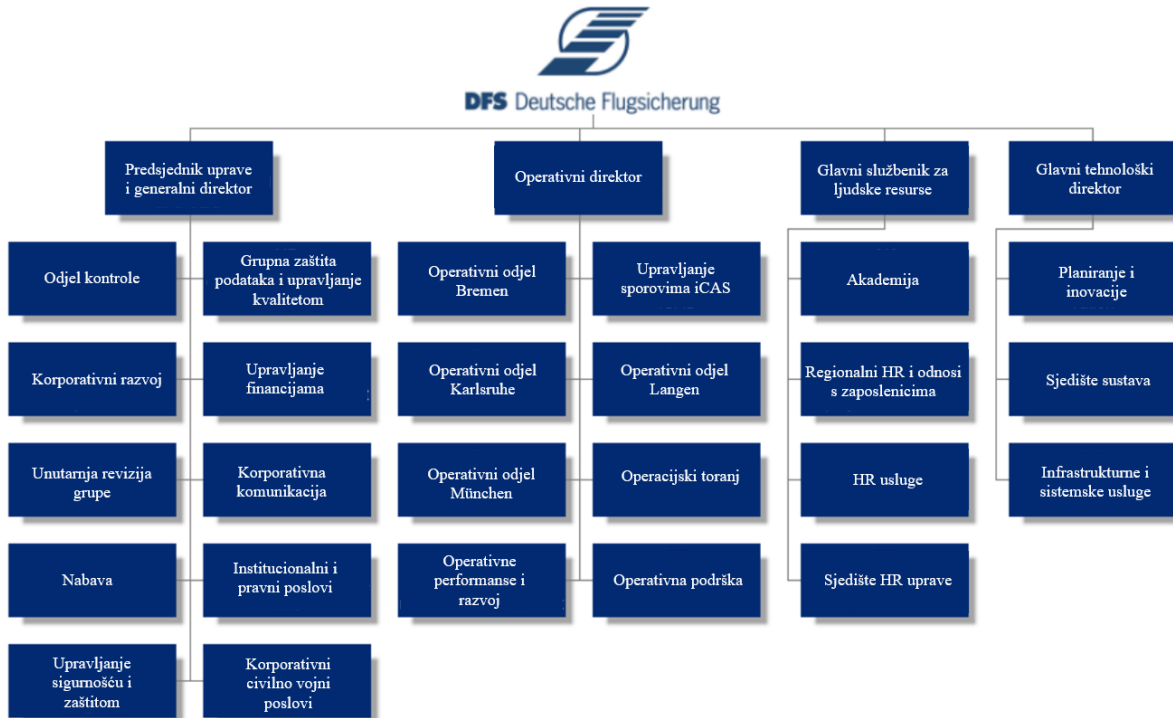 DFS Deutsche Flugsicherung
Predsjednik uprave
i generalni direktor
Operativni direktor
Glavni službenik za
ljudske resurse
Glavni tehnološki
direktor
Odjel kontrole
Grupna zaštita
podataka i upravljanje
kvalitetom
Operativni odjel
Bremen
Upravljanje
sporovima iCAS
Akademija
Planiranje i
inovacije
Korporativni razvoj
Upravljanje
financijama
Operativni odjel
Karlsruhe
Operativni odjel
Langen
Regionalni HR i odnosi
s zaposlenicima
Sjedište sustava
Unutarnja revizija
grupe
Korporativna
komunikacija
Operativni odjel
München
Operacijski toranj
HR usluge
Infrastrukturne i
sistemske usluge
Nabava
Institucionalni i
pravni poslovi
Operativne
performanse i
razvoj
Operativna podrška
Sjedište HR uprave
Upravljanje
sigurnošću i
zaštitom
Korporativni
civilno vojni
poslovi